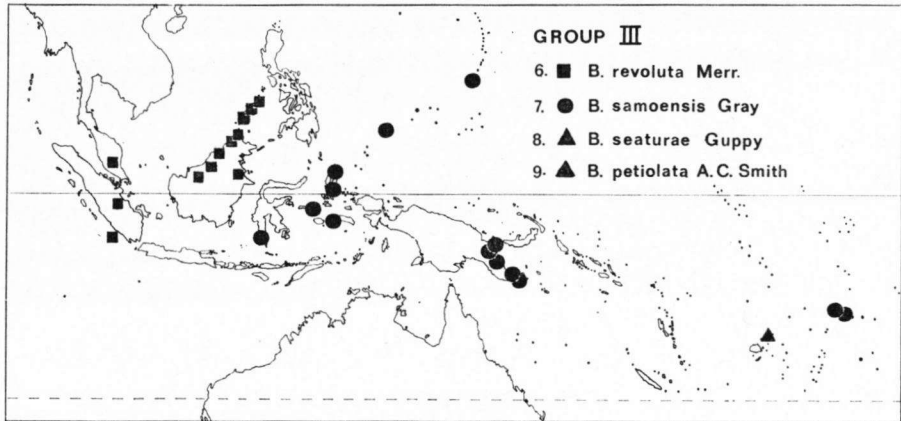 GROUP III
6. ■ B. revoluta Merr.
7. ● B. samoensis Gray
8. ▲ B. seaturae Guppy
9. ▲ B. petiolata A.C. Smith